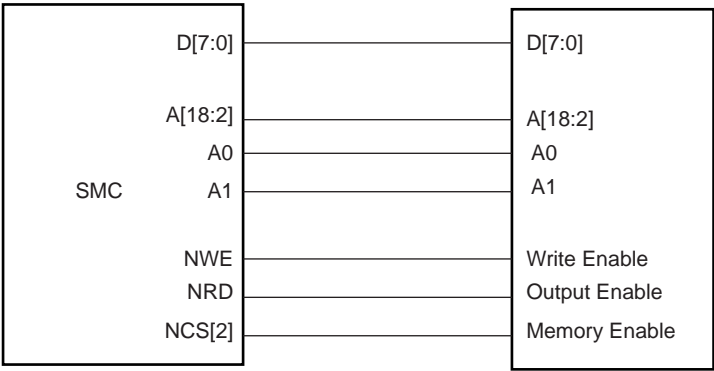 D[7:0] D[7:0]
A[18:2] A[18:2]
A0 A0
SMC A1 A1
NWE Write Enable
NRD Output Enable
NCS[2] Memory Enable